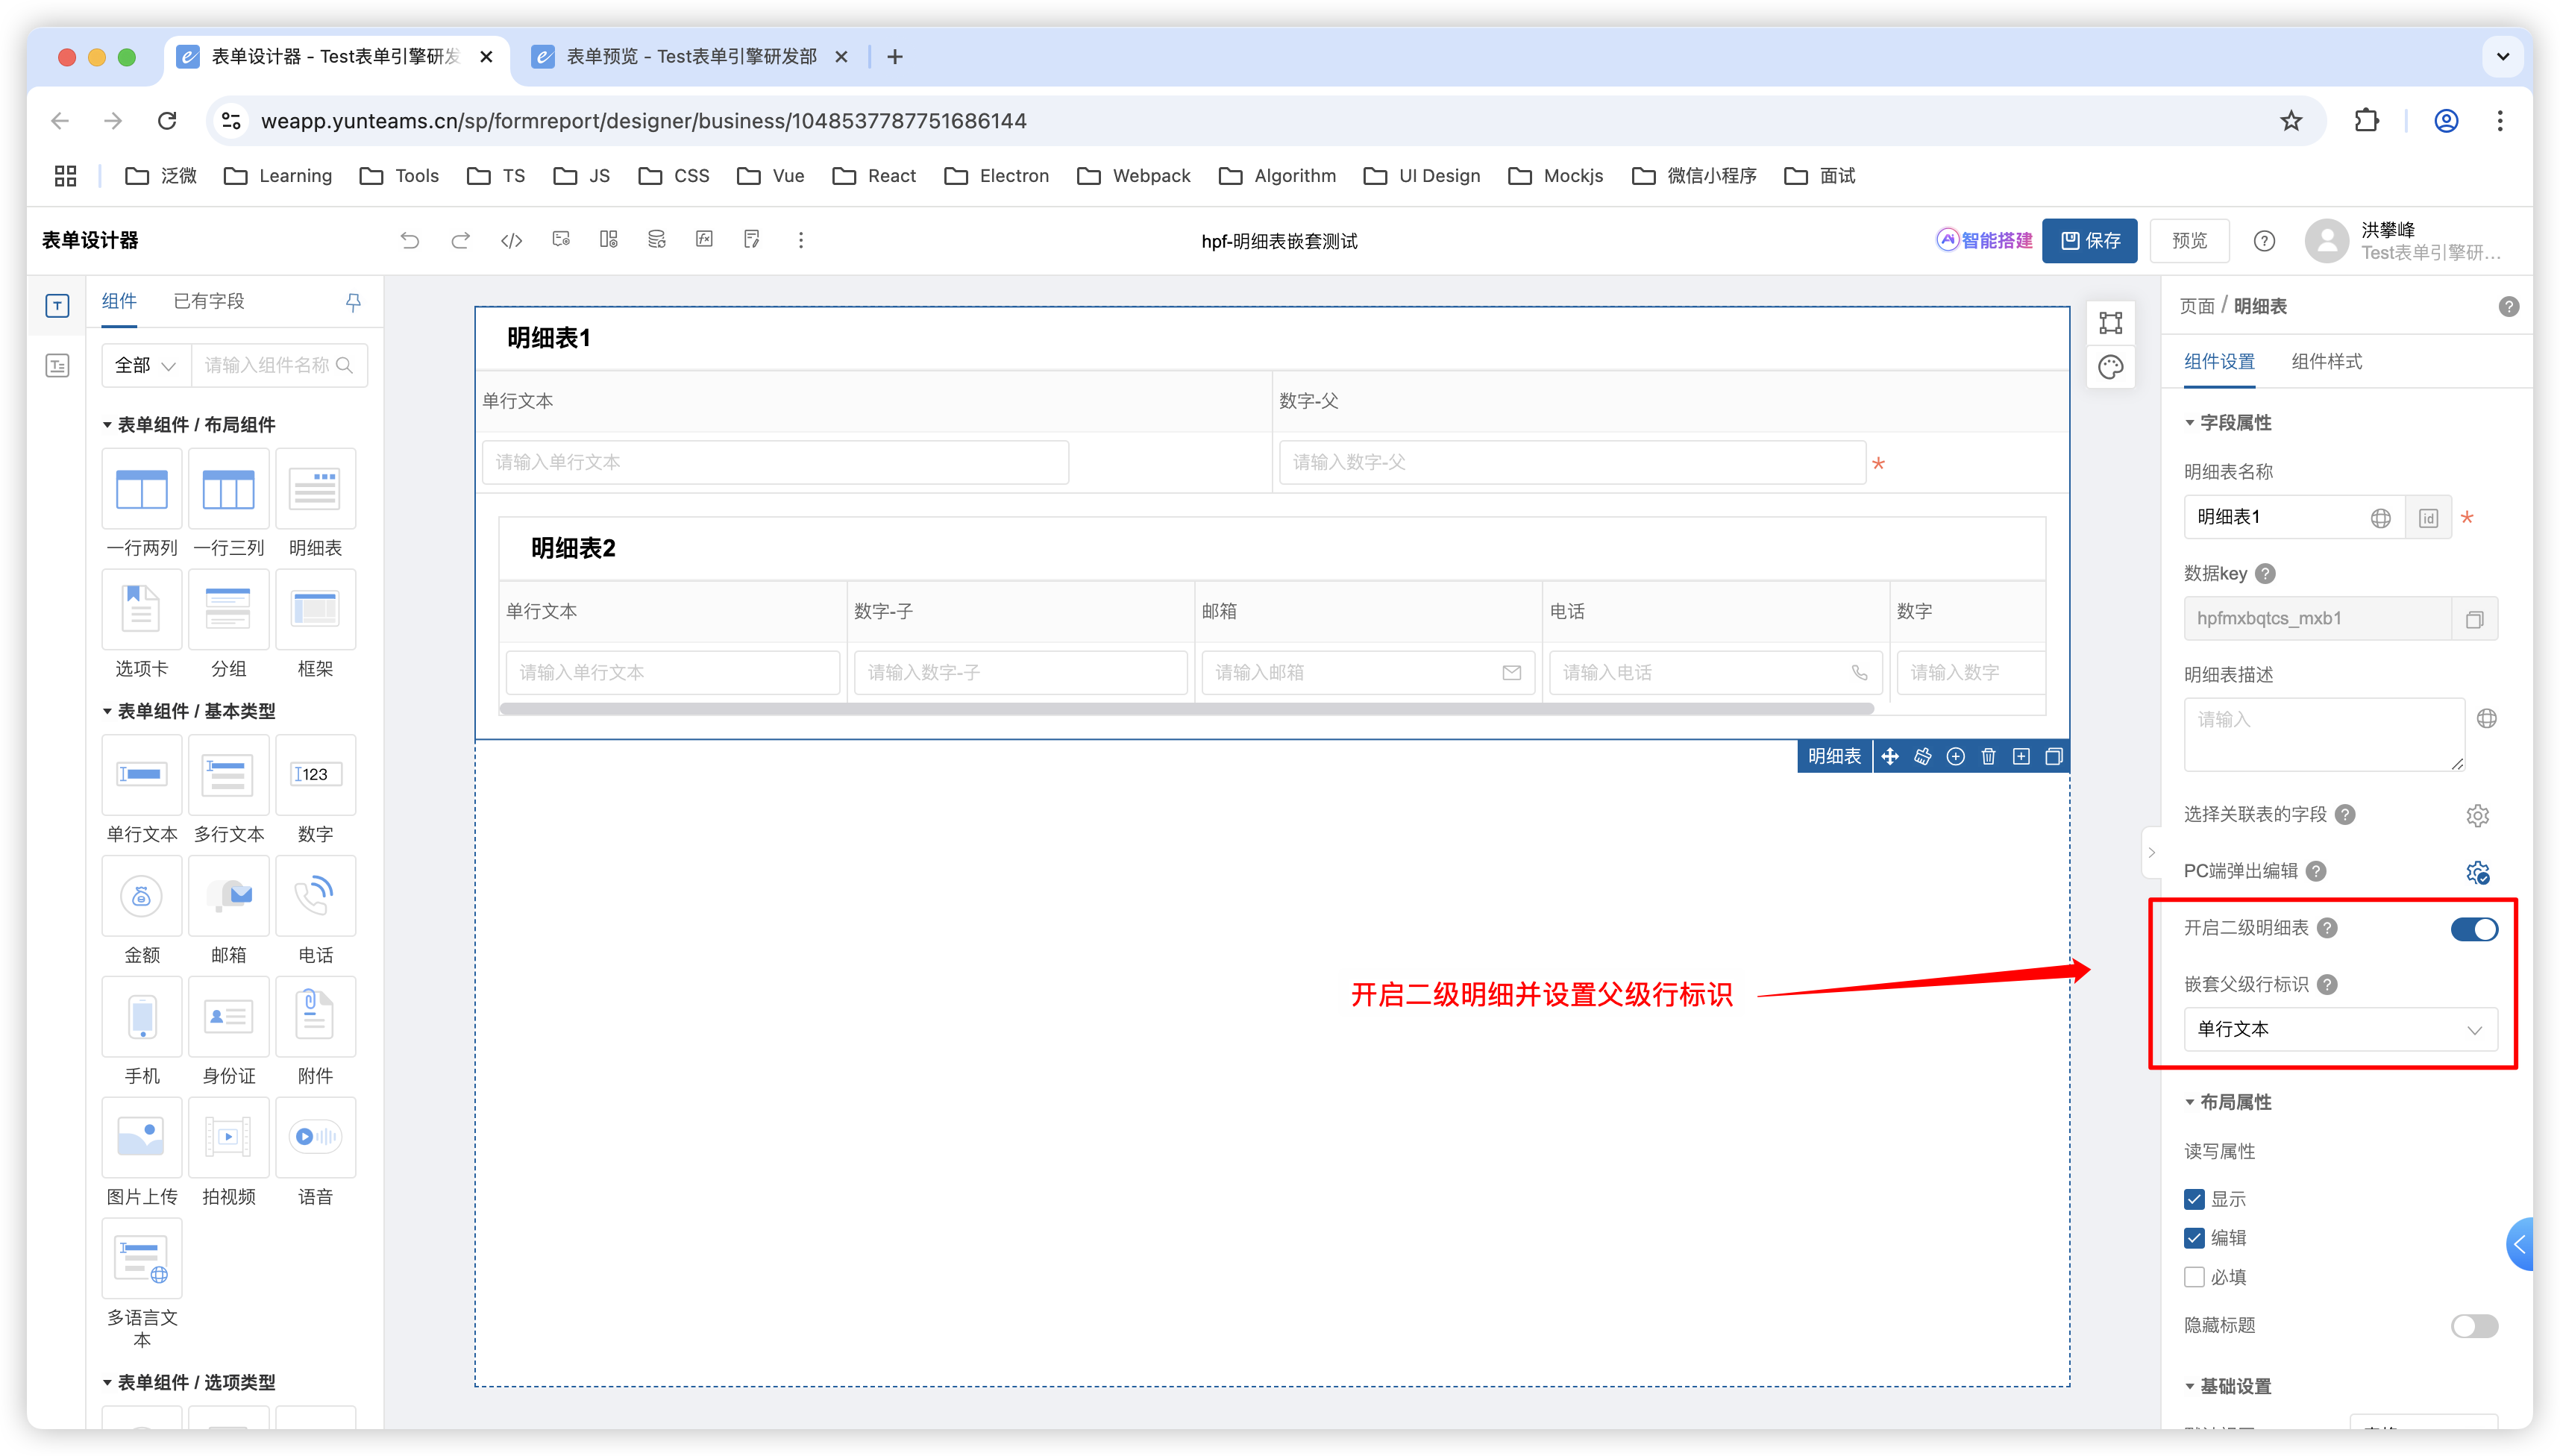 表单设计器 - Test表单引擎研发
表单预览 - Test表单引擎研发部
weapp.yunteams.cn/sp/formreport/designer/business/1048537787751686144
泛微 Learning Tools TS JS CSS Vue React Electron Webpack Algorithm UI Design Mockjs 微信小程序 面试
表单设计器
hpf-明细表嵌套测试
智能搭建 保存 预览
洪攀峰
Test表单引擎研...
组件 已有字段
全部 请输入组件名称
表单组件 / 布局组件
一行两列 一行三列 明细表
选项卡 分组 框架
表单组件 / 基本类型
123
单行文本 多行文本 数字
金额 邮箱 电话
手机 身份证 附件
图片上传 拍视频 语音
多语言文
本
表单组件 / 选项类型
明细表1
单行文本 数字-父
请输入单行文本 请输入数字-父 *
明细表2
单行文本 数字-子 邮箱 电话 数字
请输入单行文本 请输入数字-子 请输入邮箱 请输入电话 请输入数字
明细表
开启二级明细并设置父级行标识
页面 / 明细表
组件设置 组件样式
字段属性
明细表名称
明细表1 id *
数据key
hpfmxbqtcs_mxb1
明细表描述
请输入
选择关联表的字段
PC端弹出编辑
开启二级明细表
嵌套父级行标识
单行文本
布局属性
读写属性
显示
编辑
必填
隐藏标题
基础设置